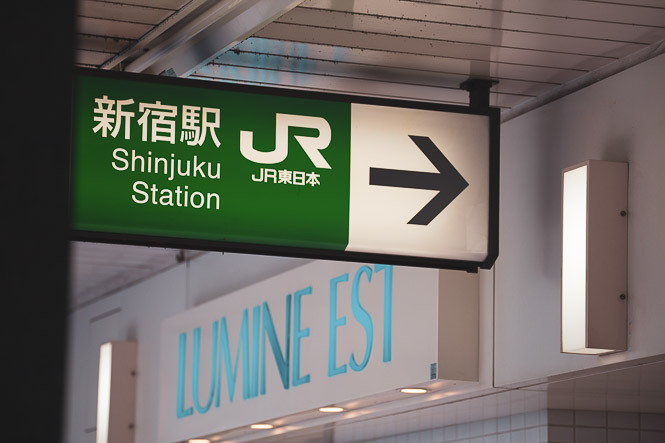 新宿駅
Shinjuku
Station
JR
JR東日本
LUMINE EST